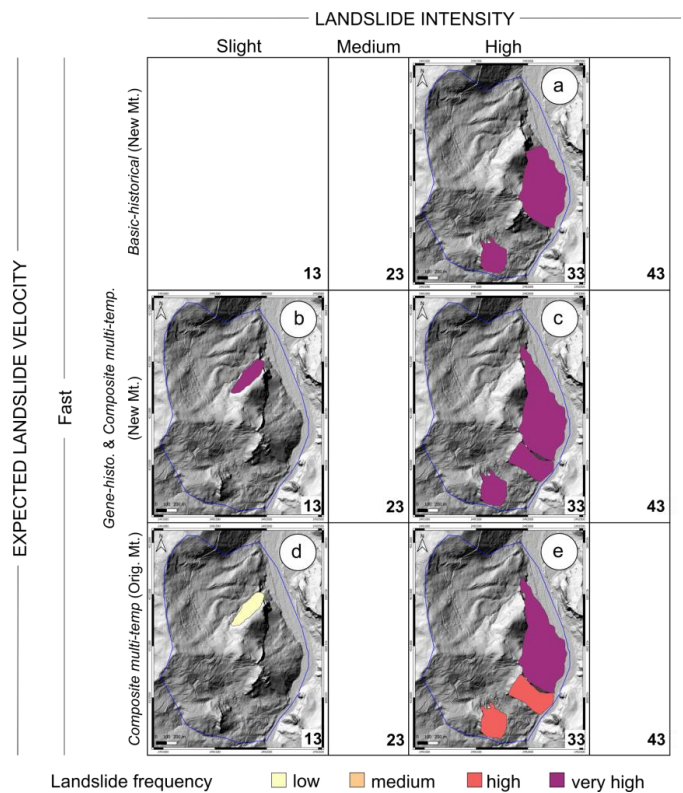 LANDSLIDE INTENSITY
Slight Medium High
EXPECTED LANDSLIDE VELOCITY
Fast
Basic-historical (New Mt.)
a
13 23 33 43
Gene-histo. & Composite multi-temp.
(New Mt.)
b c
13 23 33 43
Composite multi-temp (Orig. Mt.)
d e
13 23 33 43
Landslide frequency low medium high very high